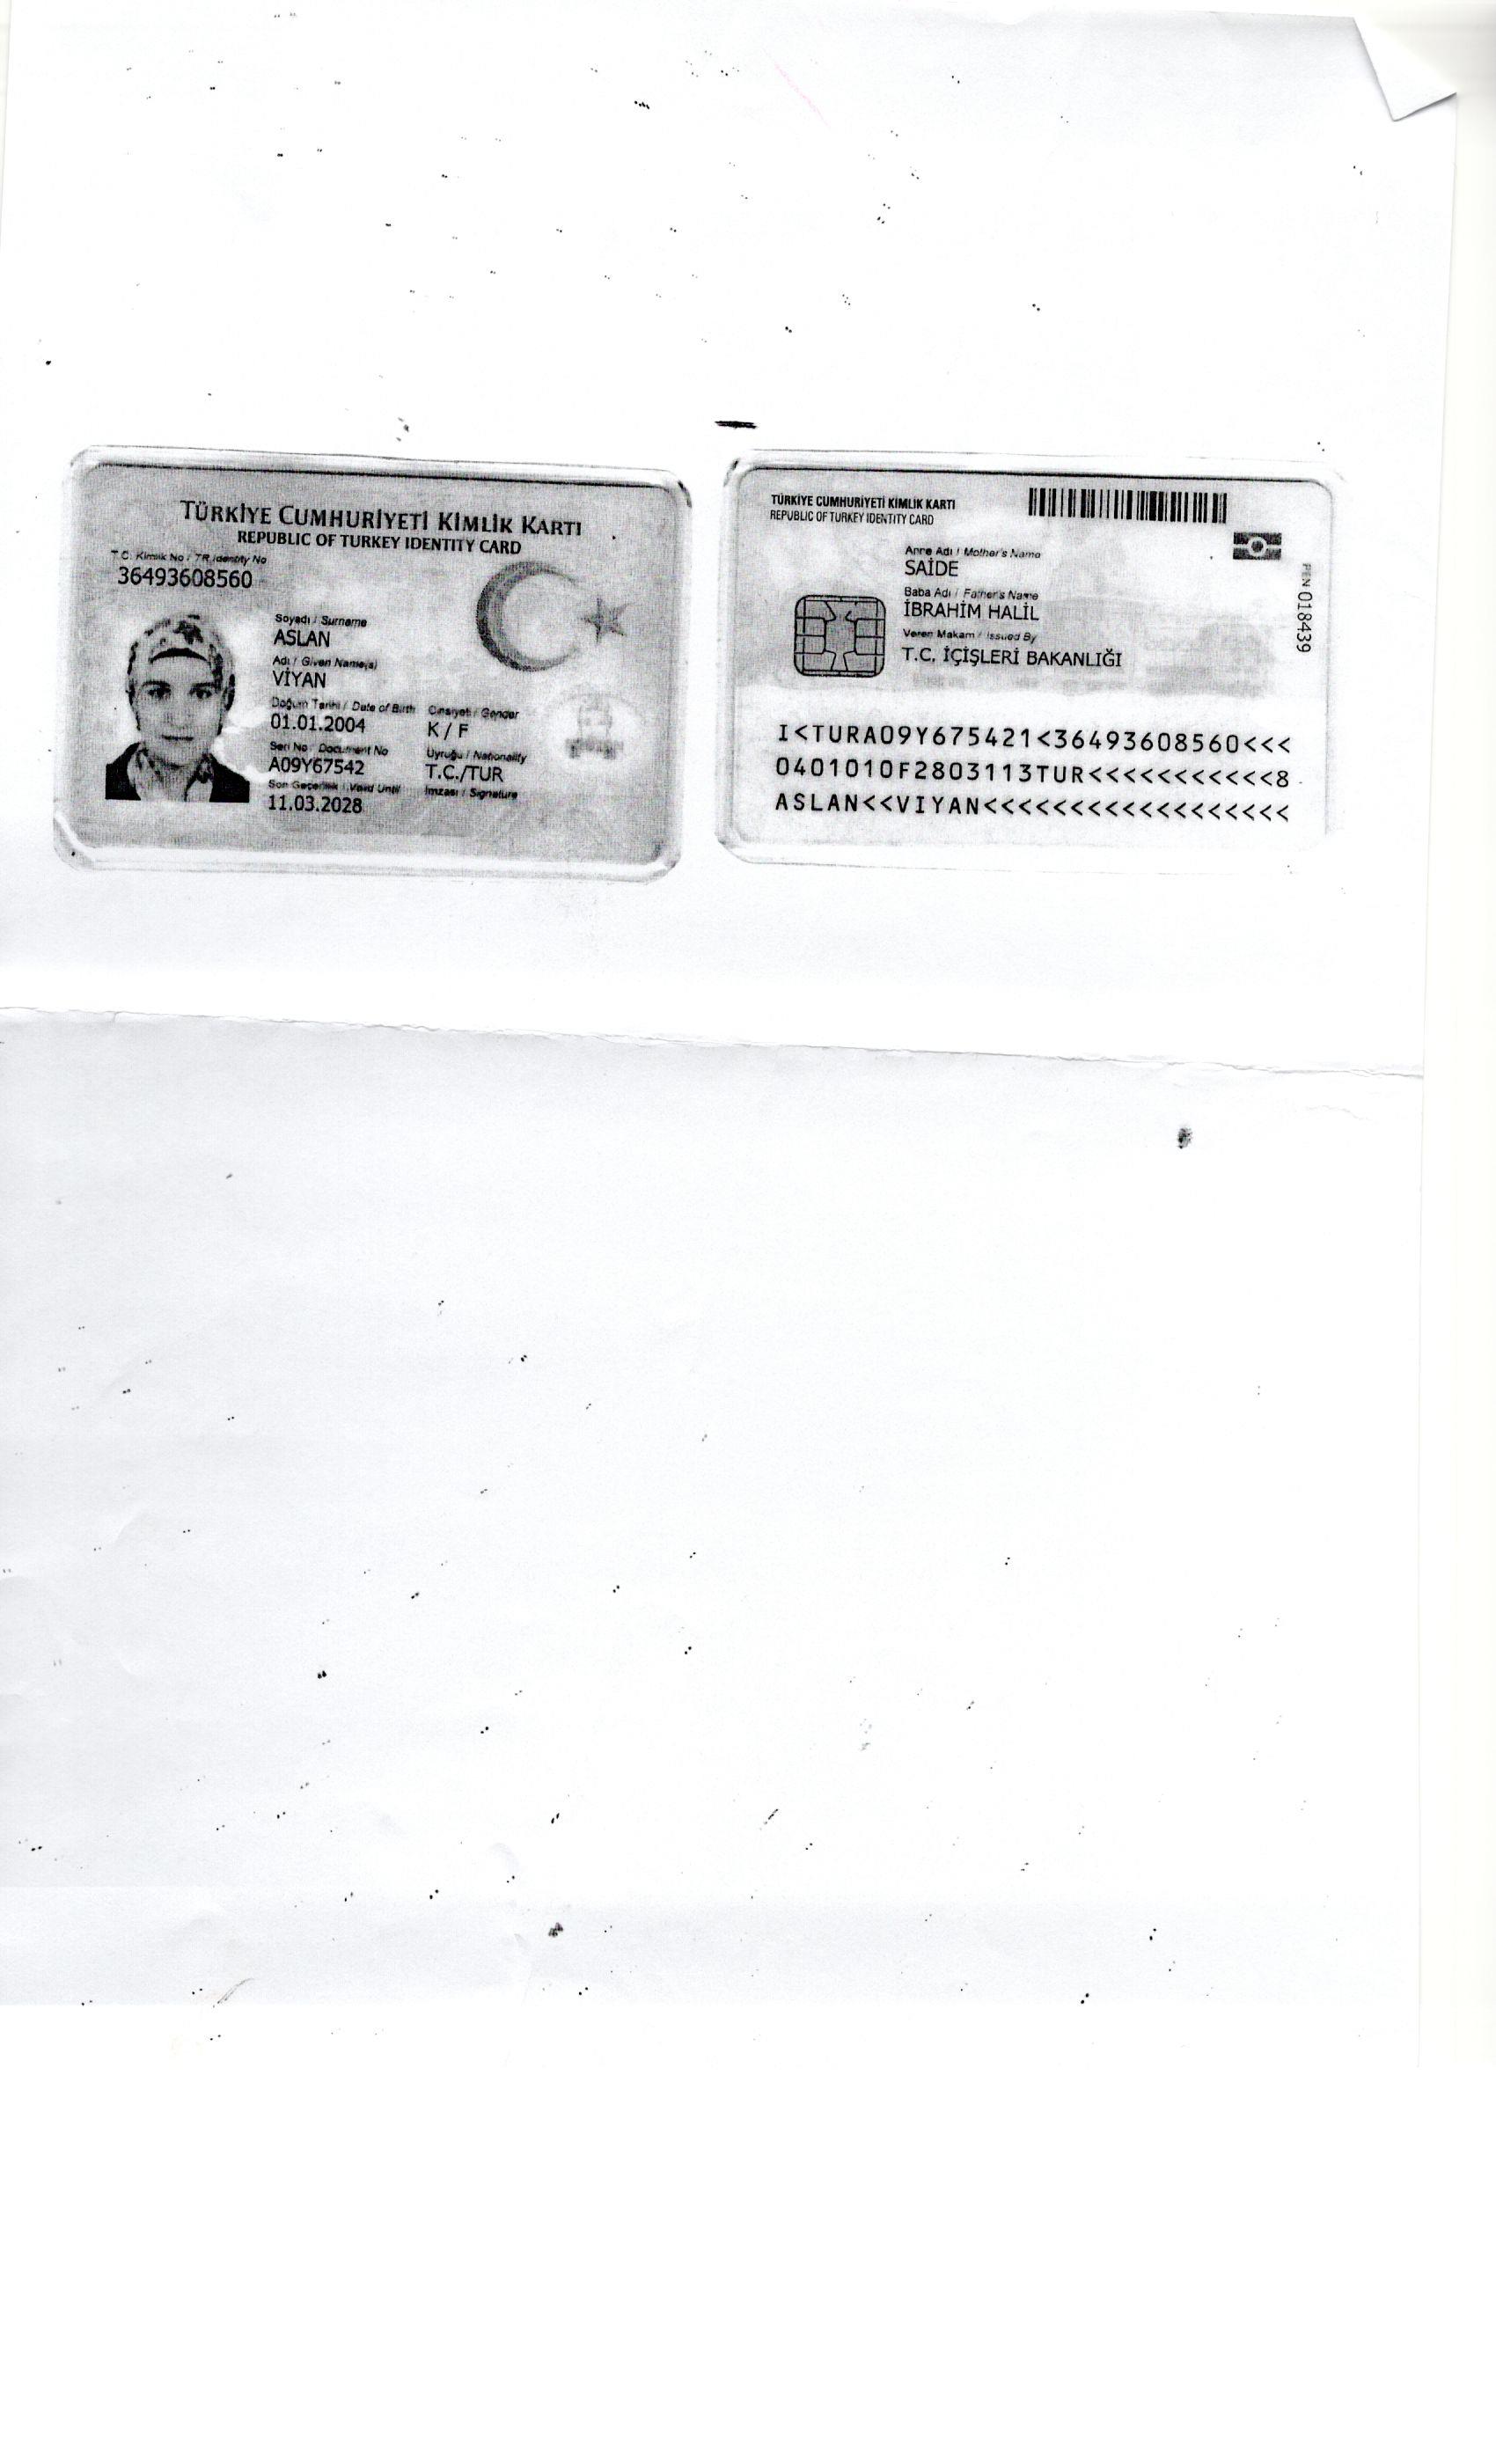 TÜRKİYE CUMHURİYETİ KİMLİK KARTI
REPUBLIC OF TURKEY IDENTITY CARD
T.C. Kimlik No / TR Identity No
36493608560
Soyadı / Surname
ASLAN
Adı / Given Name(s)
VİYAN
Doğum Tarihi / Date of Birth Cinsiyeti / Gender
01.01.2004 K / F
Seri No / Document No Uyruğu / Nationality
A09Y67542 T.C./TUR
Son Geçerlilik / Valid Until İmzası / Signature
11.03.2028
TÜRKİYE CUMHURİYETİ KİMLİK KARTI
REPUBLIC OF TURKEY IDENTITY CARD
Anne Adı / Mother's Name
SAİDE
Baba Adı / Father's Name
İBRAHİM HALİL
Veren Makam / Issued By
T.C. İÇİŞLERİ BAKANLIĞI
018439
I<TURA09Y675421<36493608560<<<
0401010F2803113TUR<<<<<<<<<<<8
ASLAN<<VIYAN<<<<<<<<<<<<<<<<<<